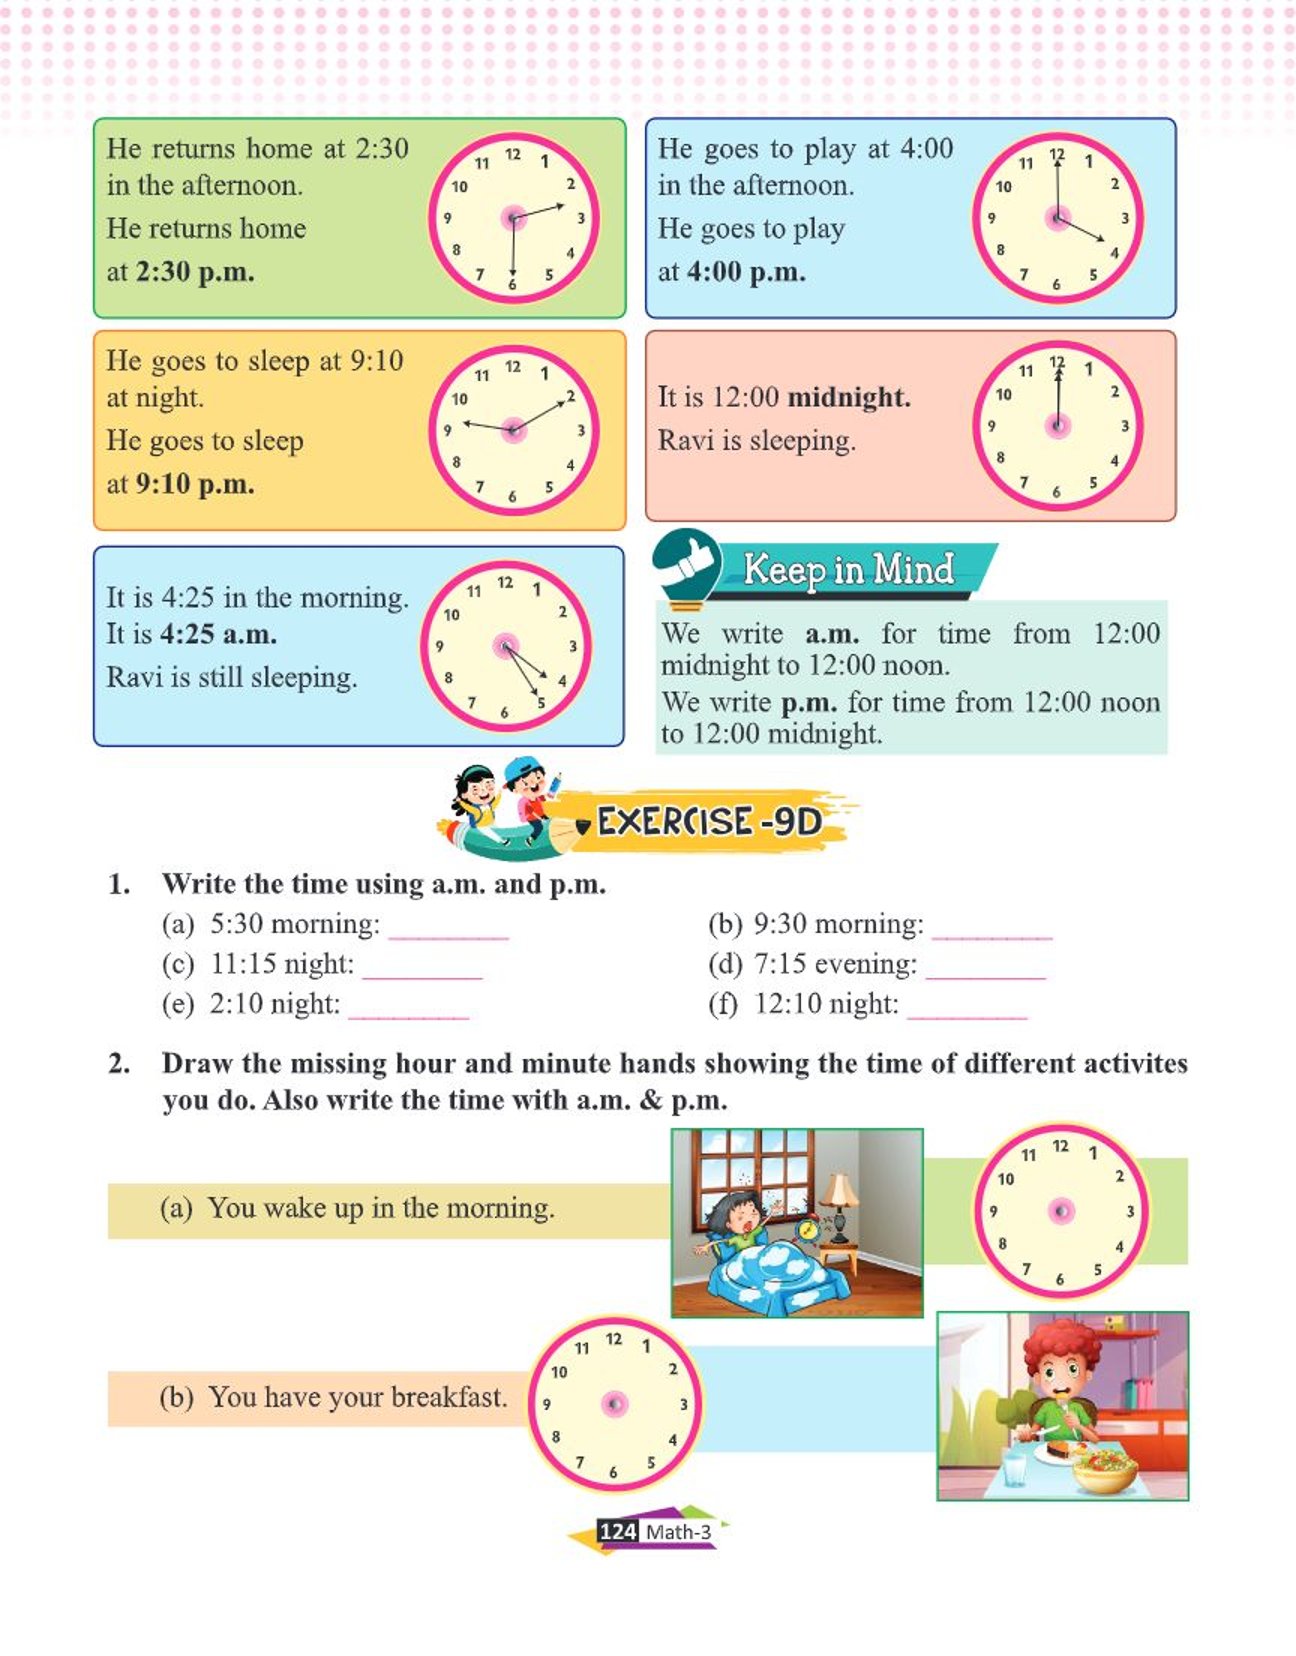 He returns home at 2:30
in the afternoon.
He returns home
at 2:30 p.m.
12
11
1
10
2
9
3
8
4
7
5
6
He goes to play at 4:00
in the afternoon.
He goes to play
at 4:00 p.m.
12
11
1
10
2
9
3
8
4
7
5
6
He goes to sleep at 9:10
at night.
He goes to sleep
at 9:10 p.m.
12
11
1
10
2
9
3
8
4
7
5
6
It is 12:00 midnight.
Ravi is sleeping.
12
11
1
10
2
9
3
8
4
7
5
6
It is 4:25 in the morning.
It is 4:25 a.m.
Ravi is still sleeping.
12
11
1
10
2
9
3
8
4
7
5
6
Keep in Mind
We write a.m. for time from 12:00
midnight to 12:00 noon.
We write p.m. for time from 12:00 noon
to 12:00 midnight.
EXERCISE -9D
1. Write the time using a.m. and p.m.
(a) 5:30 morning: ________
(b) 9:30 morning: ________
(c) 11:15 night: ________
(d) 7:15 evening: ________
(e) 2:10 night: ________
(f) 12:10 night: ________
2. Draw the missing hour and minute hands showing the time of different activites
you do. Also write the time with a.m. & p.m.
(a) You wake up in the morning.
12
11
1
10
2
9
3
8
4
7
5
6
(b) You have your breakfast.
12
11
1
10
2
9
3
8
4
7
5
6
124 Math-3